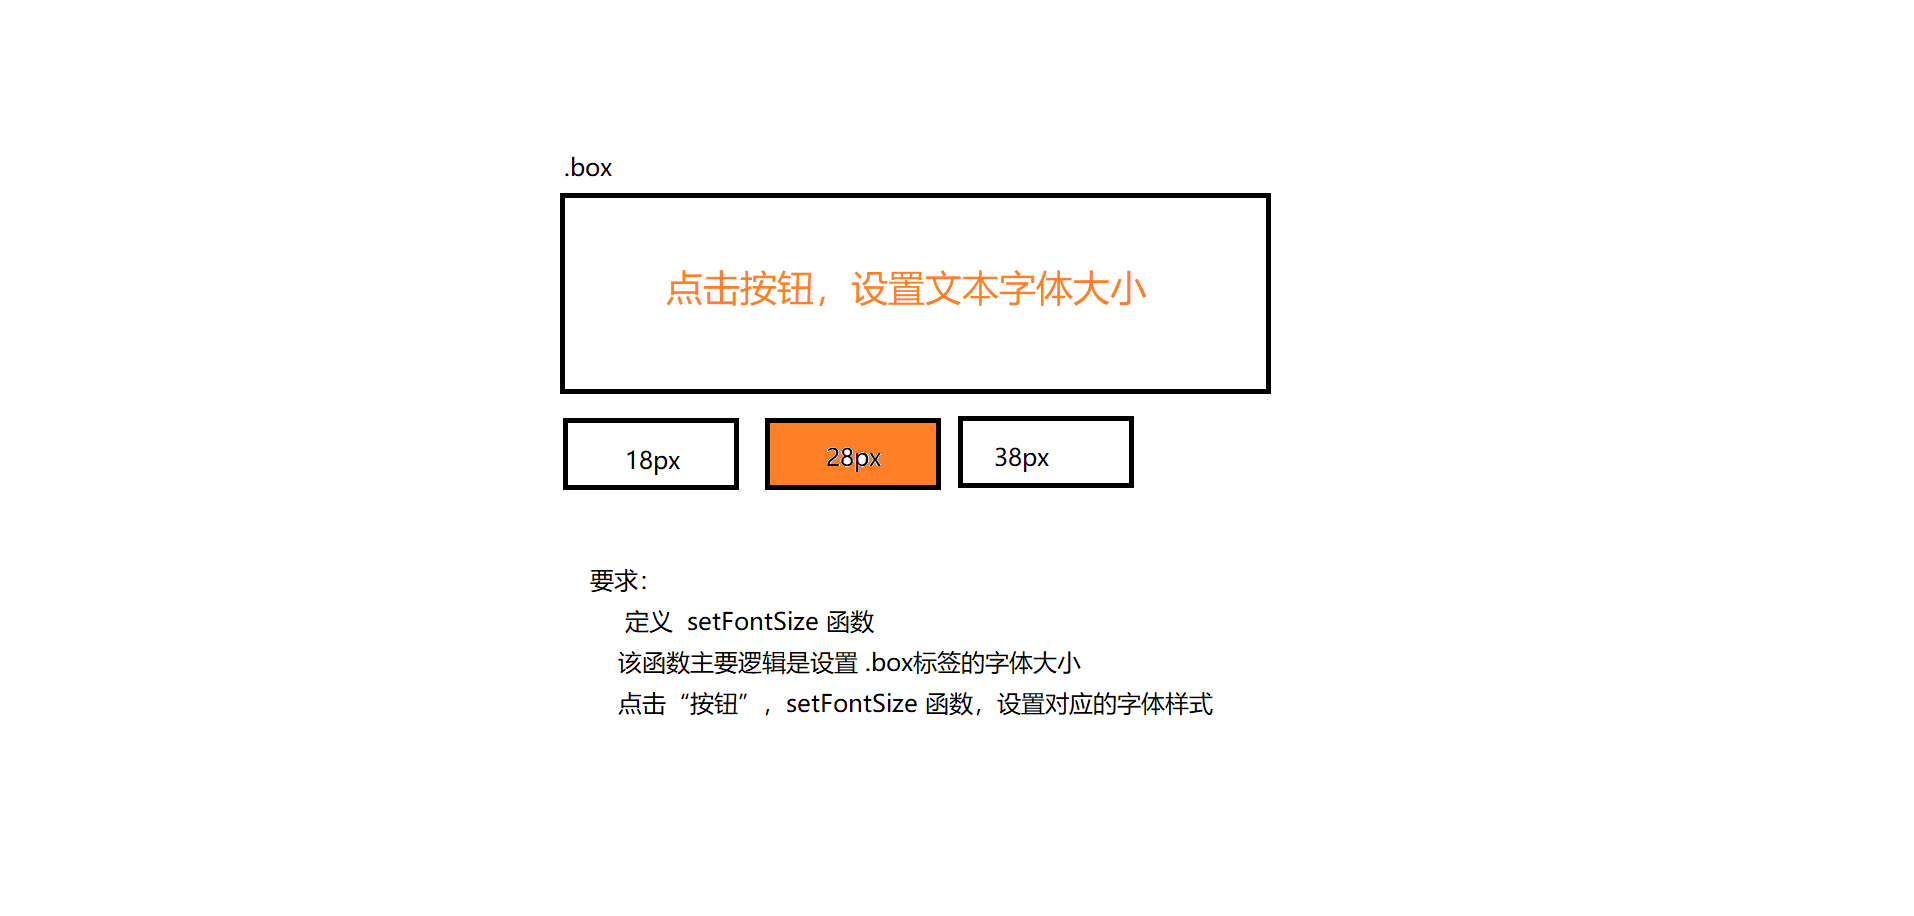 .box
点击按钮，设置文本字体大小
18px
28px
38px
要求：
定义 setFontSize 函数
该函数主要逻辑是设置 .box标签的字体大小
点击“按钮”，setFontSize 函数，设置对应的字体样式